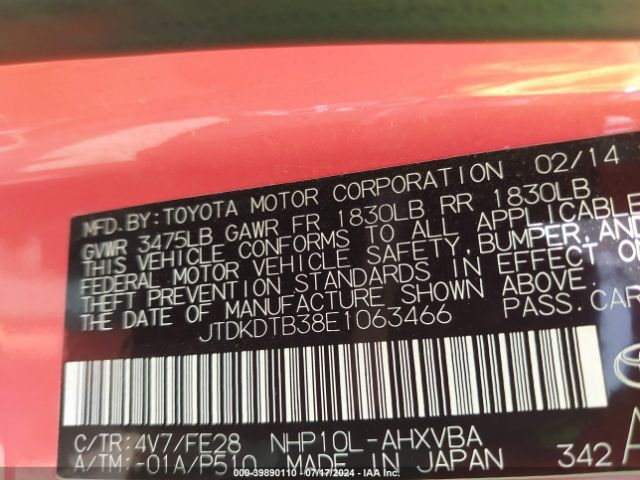 MFD. BY: TOYOTA MOTOR CORPORATION 02/14
GVWR 3475LB GAWR FR 1830LB RR 1830LB
THIS VEHICLE CONFORMS TO ALL APPLICABLE
FEDERAL MOTOR VEHICLE SAFETY, BUMPER, AND
THEFT PREVENTION STANDARDS IN EFFECT ON
THE DATE OF MANUFACTURE SHOWN ABOVE.
JTDKDTB38E1063466 PASS. CAR
C/TR: 4V7/FE28 NHP10L-AHXVBA
A/TM: -01A/P510 MADE IN JAPAN 342
© IAA - 39890110 - 07/17/2024 - IAAI.COM